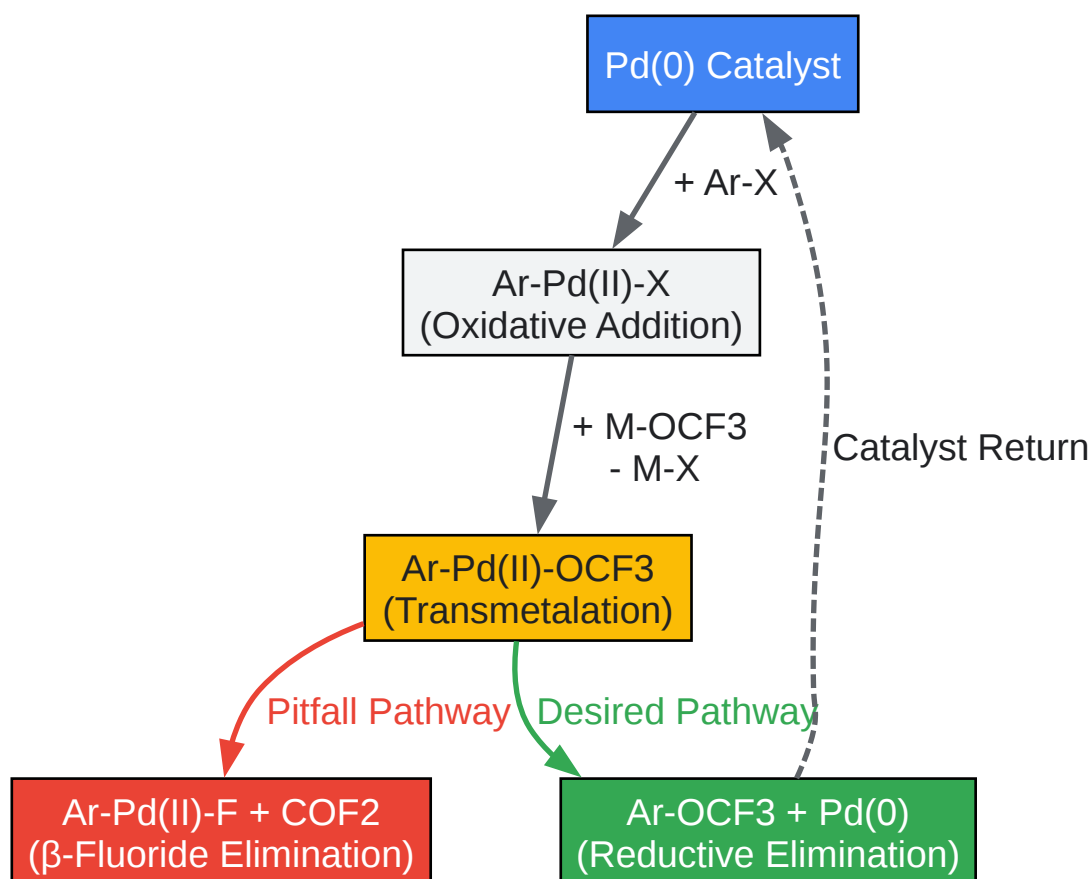 Pd(0) Catalyst
+ Ar-X
Ar-Pd(II)-X
(Oxidative Addition)
+ M-OCF3
- M-X
Catalyst Return
Ar-Pd(II)-OCF3
(Transmetalation)
Pitfall Pathway
Desired Pathway
Ar-Pd(II)-F + COF2
(β-Fluoride Elimination)
Ar-OCF3 + Pd(0)
(Reductive Elimination)